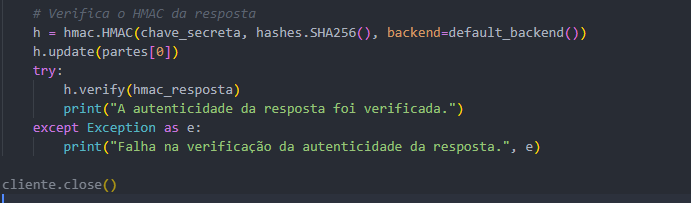 # Verifica o HMAC da resposta
h = hmac.HMAC(chave_secreta, hashes.SHA256(), backend=default_backend())
h.update(partes[0])
try:
h.verify(hmac_resposta)
print("A autenticidade da resposta foi verificada.")
except Exception as e:
print("Falha na verificação da autenticidade da resposta.", e)
cliente.close()